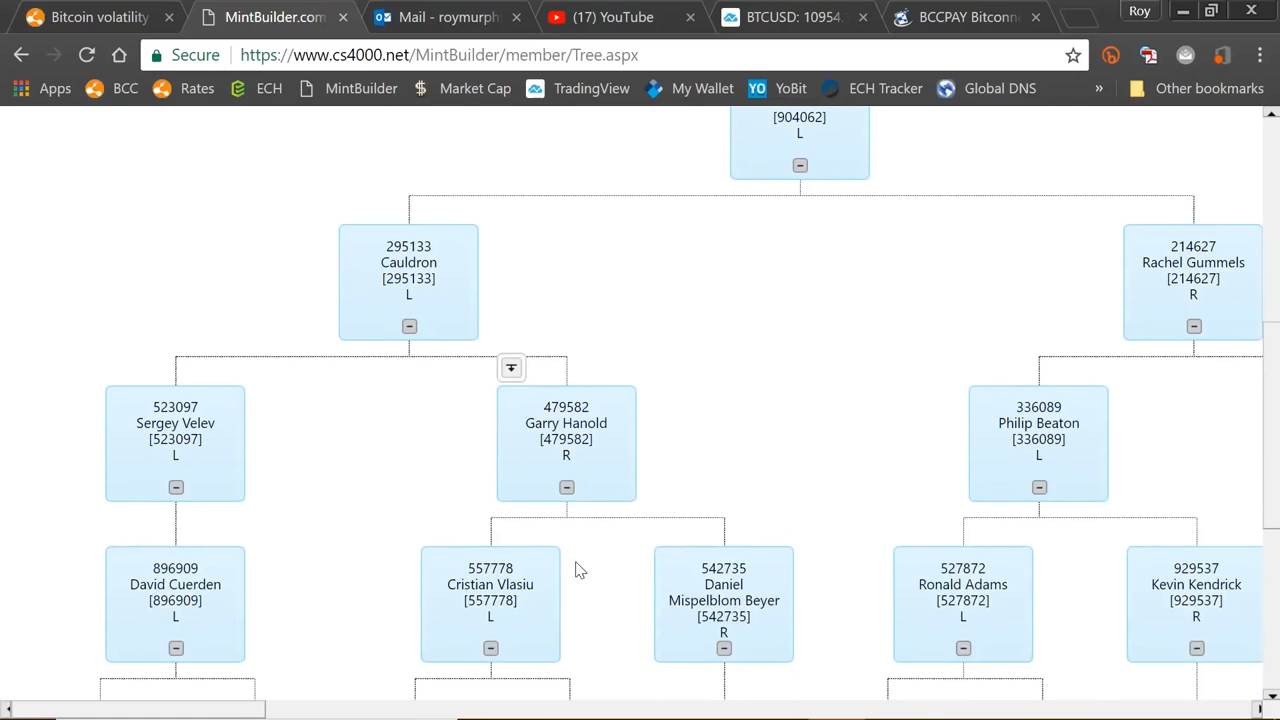 Bitcoin volatility
MintBuilder.com
Mail - roymurph
(17) YouTube
BTCUSD: 10954.
BCCPAY Bitconn
Roy
Secure
https://www.cs4000.net/MintBuilder/member/Tree.aspx
Apps
BCC
Rates
ECH
MintBuilder
Market Cap
TradingView
My Wallet
YO
YoBit
ECH Tracker
Global DNS
»
Other bookmarks
[904062]
L
295133
Cauldron
[295133]
L
214627
Rachel Gummels
[214627]
R
523097
Sergey Velev
[523097]
L
479582
Garry Hanold
[479582]
R
336089
Philip Beaton
[336089]
L
896909
David Cuerden
[896909]
L
557778
Cristian Vlasiu
[557778]
L
542735
Daniel
Mispelblom Beyer
[542735]
R
527872
Ronald Adams
[527872]
L
929537
Kevin Kendrick
[929537]
R